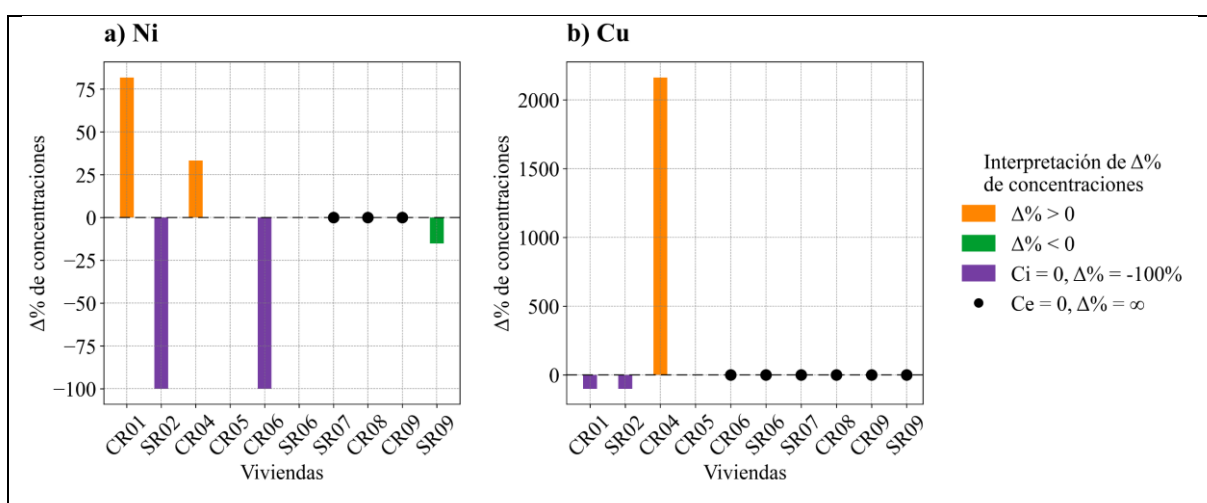 a) Ni
Δ% de concentraciones
75
50
25
0
−25
−50
−75
−100
CR01
SR02
CR04
CR05
CR06
SR06
SR07
CR08
CR09
SR09
Viviendas
b) Cu
Δ% de concentraciones
2000
1500
1000
500
0
CR01
SR02
CR04
CR05
CR06
SR06
SR07
CR08
CR09
SR09
Viviendas
Interpretación de Δ%
de concentraciones
Δ% > 0
Δ% < 0
Ci = 0, Δ% = -100%
Ce = 0, Δ% = ∞